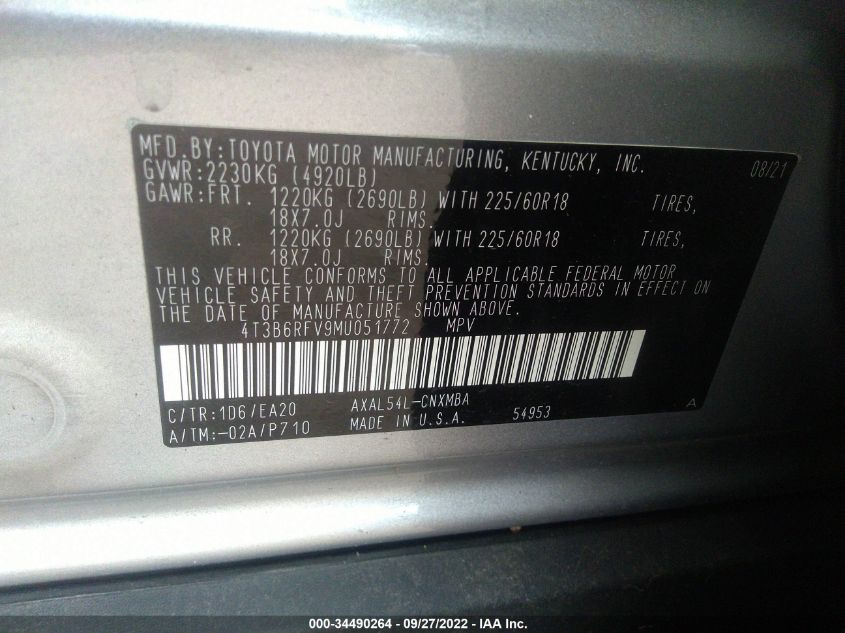 MFD.BY:TOYOTA MOTOR MANUFACTURING, KENTUCKY, INC. 08/21
GVWR:2230KG (4920LB)
GAWR:FRT. 1220KG (2690LB) WITH 225/60R18 TIRES,
18X7.0J RIMS.
RR. 1220KG (2690LB) WITH 225/60R18 TIRES,
18X7.0J RIMS.
THIS VEHICLE CONFORMS TO ALL APPLICABLE FEDERAL MOTOR
VEHICLE SAFETY AND THEFT PREVENTION STANDARDS IN EFFECT ON
THE DATE OF MANUFACTURE SHOWN ABOVE.
4T3B6RFV9MU051772 MPV
C/TR:1D6/EA20 AXAL54L-CNXMBA A
A/TM:-02A/P710 MADE IN U.S.A. 54953
000-34490264 - 09/27/2022 - IAA Inc.